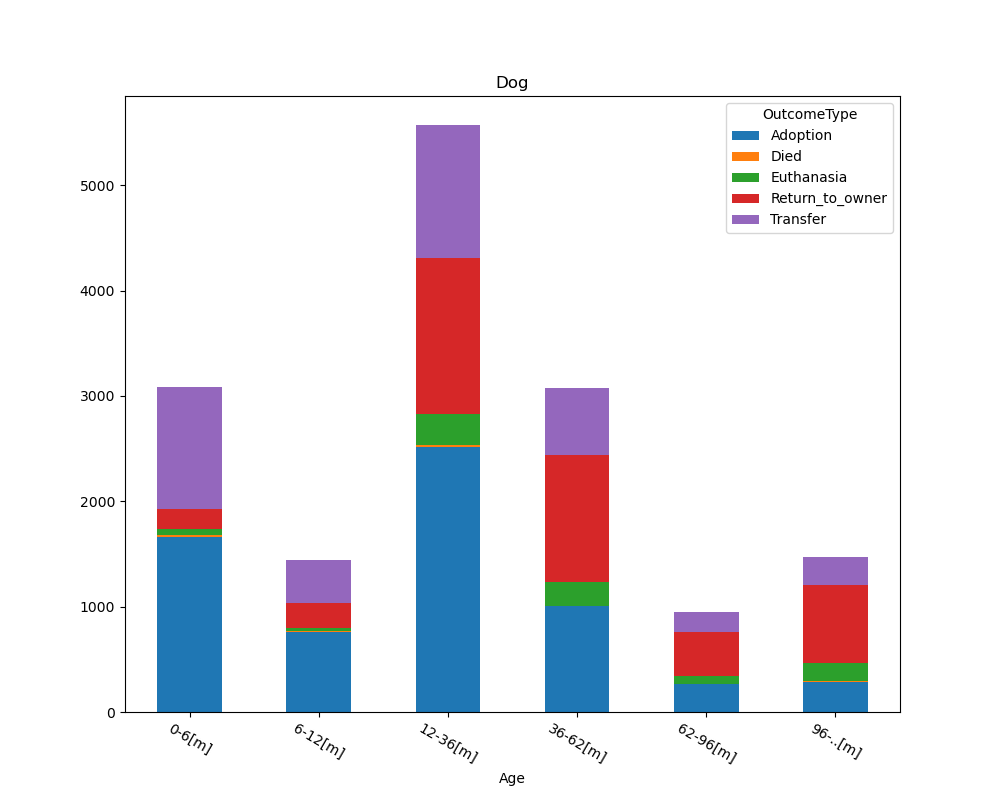 Dog
OutcomeType
Adoption
Died
Euthanasia
Return_to_owner
Transfer
5000
4000
3000
2000
1000
0
0-6[m]
6-12[m]
12-36[m]
36-62[m]
62-96[m]
96-..[m]
Age